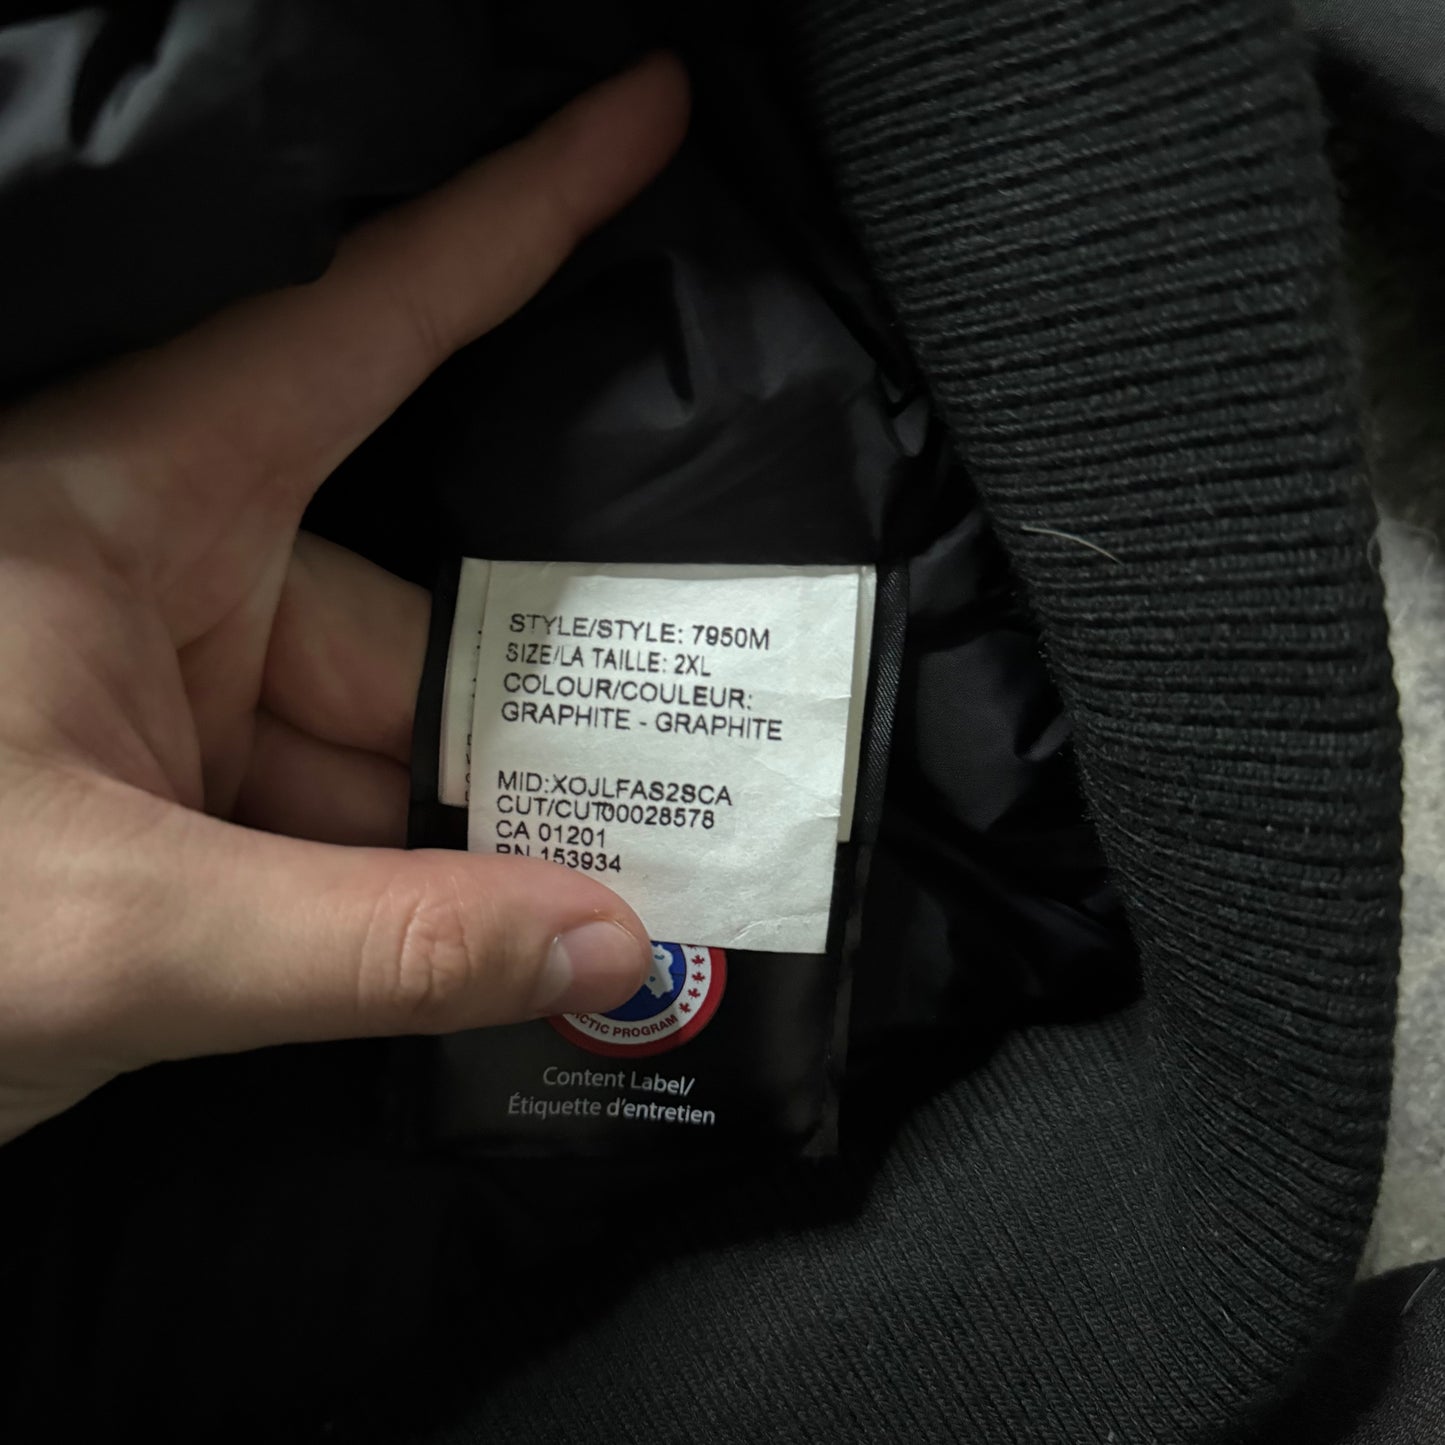 STYLE/STYLE: 7950M
SIZE/LA TAILLE: 2XL
COLOUR/COULEUR:
GRAPHITE - GRAPHITE
MID:XOJLFAS2SCA
CUT/CUT00028578
CA 01201
RN 153934
PROGRAM
Content Label/
Étiquette d'entretien